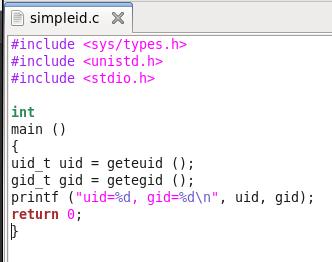 simpleid.c
#include <sys/types.h>
#include <unistd.h>
#include <stdio.h>

int
main ()
{
uid_t uid = geteuid ();
gid_t gid = getegid ();
printf ("uid=%d, gid=%d\n", uid, gid);
return 0;
}